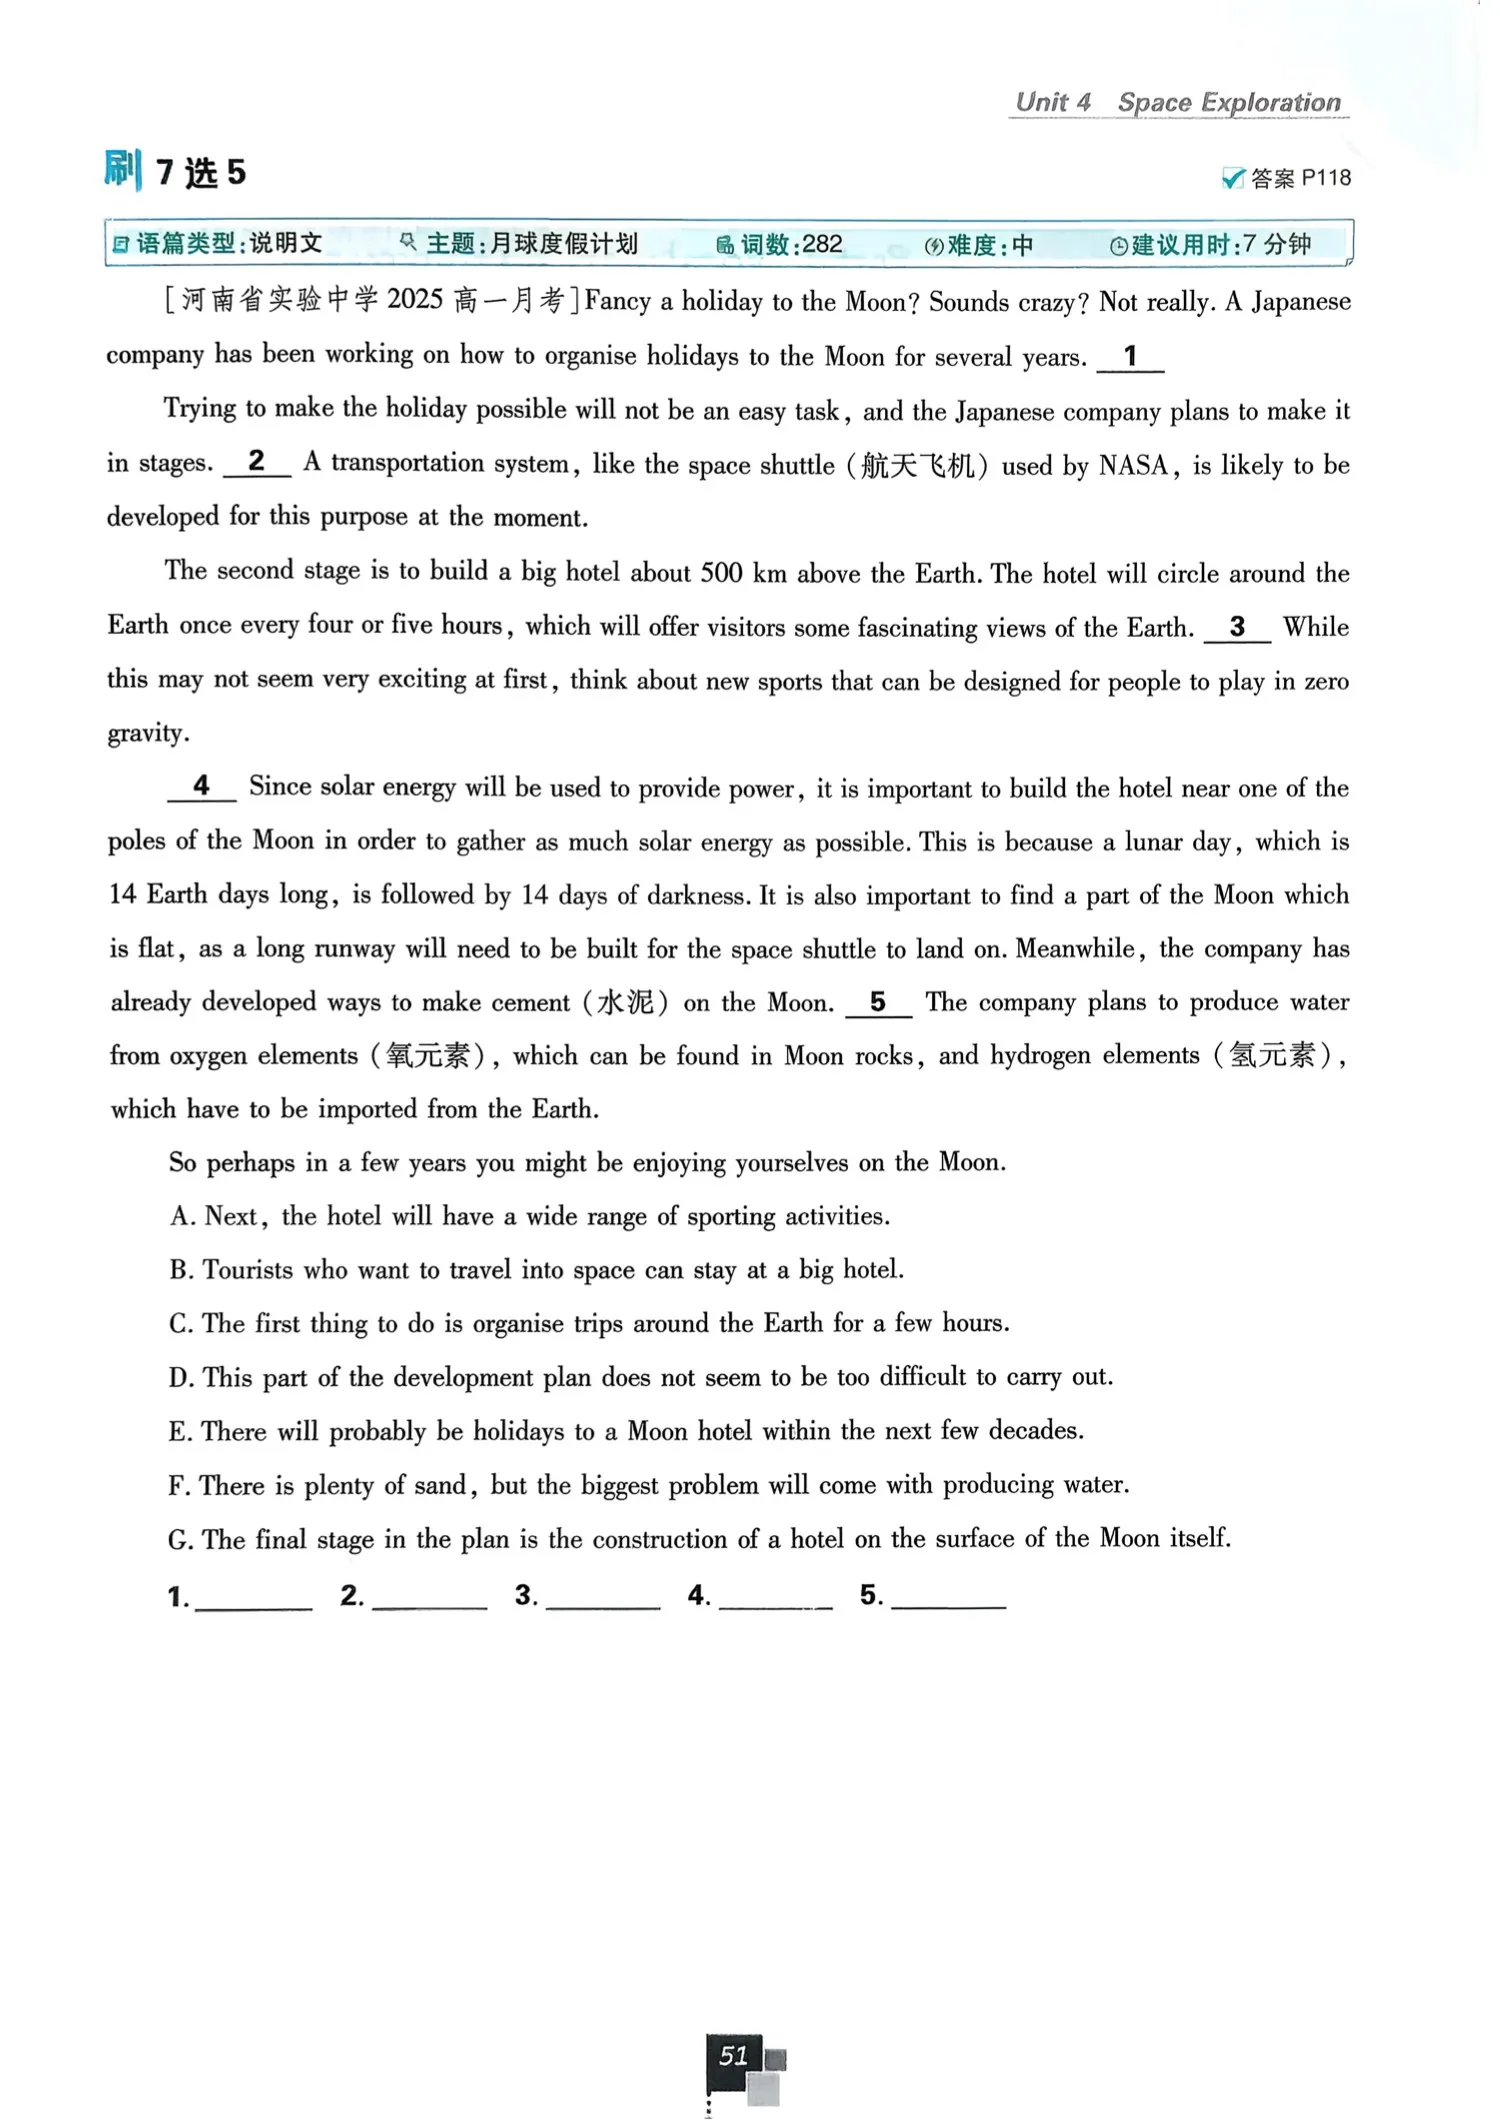 Unit 4 Space Exploration
刷 7 选 5
答案 P118
语篇类型:说明文 主题:月球度假计划 词数:282 难度:中 建议用时:7 分钟
[河南省实验中学 2025 高一月考]Fancy a holiday to the Moon? Sounds crazy? Not really. A Japanese
company has been working on how to organise holidays to the Moon for several years. 1
Trying to make the holiday possible will not be an easy task, and the Japanese company plans to make it
in stages. 2 A transportation system, like the space shuttle (航天飞机) used by NASA, is likely to be
developed for this purpose at the moment.
The second stage is to build a big hotel about 500 km above the Earth. The hotel will circle around the
Earth once every four or five hours, which will offer visitors some fascinating views of the Earth. 3 While
this may not seem very exciting at first, think about new sports that can be designed for people to play in zero
gravity.
4 Since solar energy will be used to provide power, it is important to build the hotel near one of the
poles of the Moon in order to gather as much solar energy as possible. This is because a lunar day, which is
14 Earth days long, is followed by 14 days of darkness. It is also important to find a part of the Moon which
is flat, as a long runway will need to be built for the space shuttle to land on. Meanwhile, the company has
already developed ways to make cement (水泥) on the Moon. 5 The company plans to produce water
from oxygen elements (氧元素), which can be found in Moon rocks, and hydrogen elements (氢元素),
which have to be imported from the Earth.
So perhaps in a few years you might be enjoying yourselves on the Moon.
A. Next, the hotel will have a wide range of sporting activities.
B. Tourists who want to travel into space can stay at a big hotel.
C. The first thing to do is organise trips around the Earth for a few hours.
D. This part of the development plan does not seem to be too difficult to carry out.
E. There will probably be holidays to a Moon hotel within the next few decades.
F. There is plenty of sand, but the biggest problem will come with producing water.
G. The final stage in the plan is the construction of a hotel on the surface of the Moon itself.
1. 2. 3. 4. 5.
51